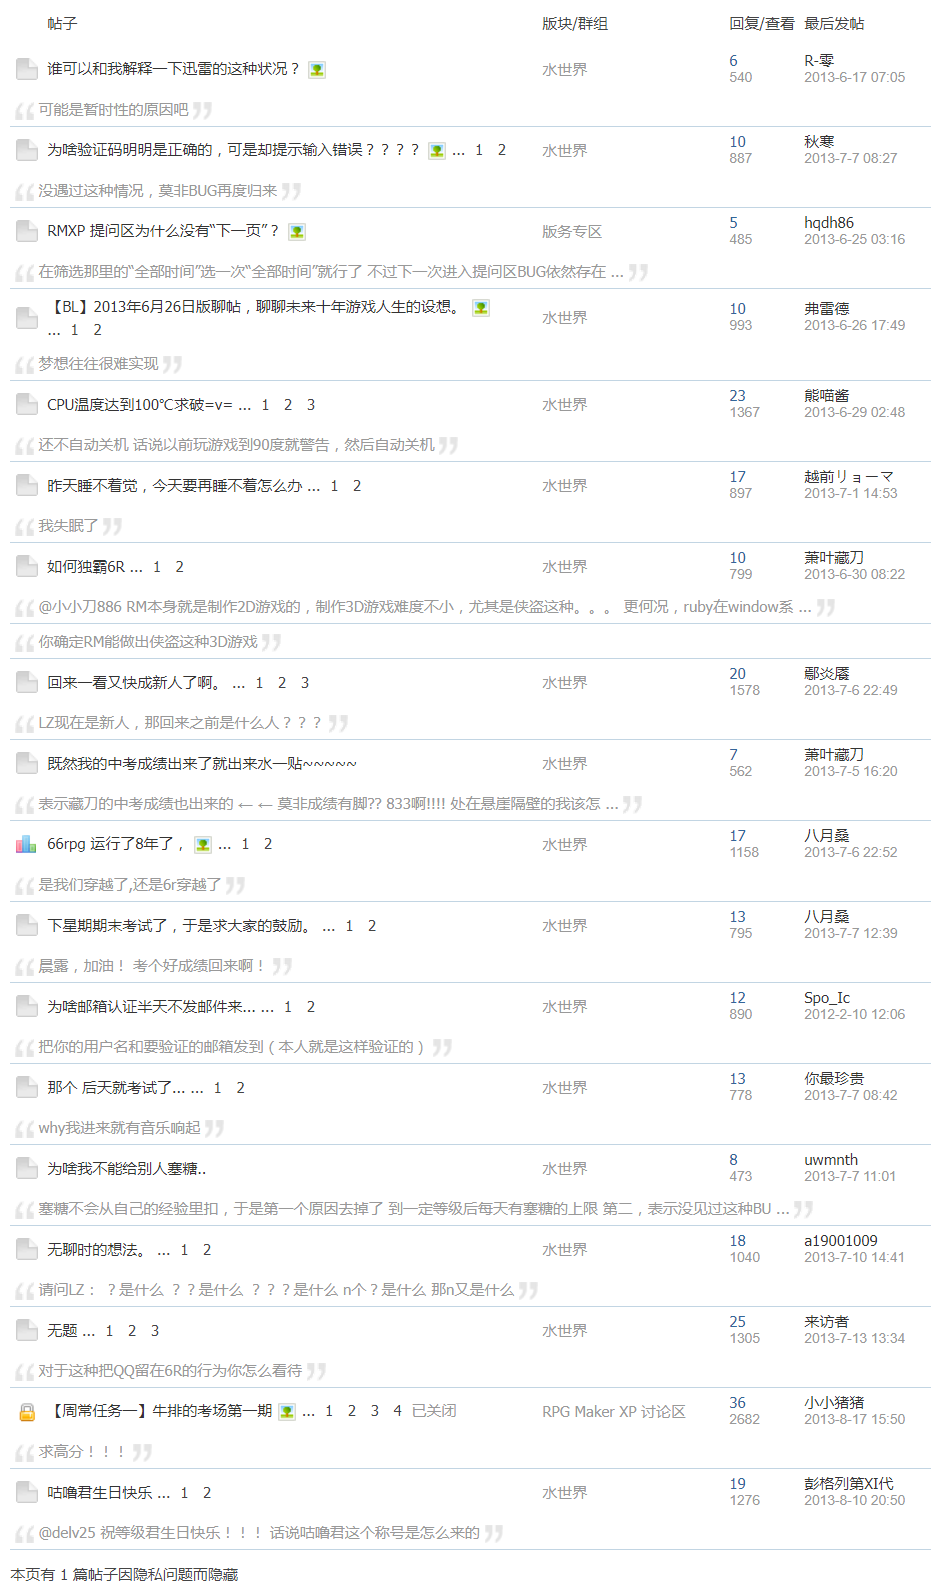 帖子 版块/群组 回复/查看 最后发帖
谁可以和我解释一下迅雷的这种状况？ 水世界 6 R-零
540 2013-6-17 07:05
可能是暂时性的原因吧
为啥验证码明明是正确的，可是却提示输入错误？？？？ ... 1 2 水世界 10 秋寒
887 2013-7-7 08:27
没遇过这种情况，莫非BUG再度归来
RMXP 提问区为什么没有“下一页”？ 版务专区 5 hqdh86
485 2013-6-25 03:16
在筛选那里的“全部时间”选一次“全部时间”就行了 不过下一次进入提问区BUG依然存在 ...
【BL】2013年6月26日版聊帖，聊聊未来十年游戏人生的设想。 水世界 10 弗雷德
... 1 2 993 2013-6-26 17:49
梦想往往很难实现
CPU温度达到100℃求破=v= ... 1 2 3 水世界 23 熊喵酱
1367 2013-6-29 02:48
还不自动关机 话说以前玩游戏到90度就警告，然后自动关机
昨天睡不着觉，今天要再睡不着怎么办 ... 1 2 水世界 17 越前リョーマ
897 2013-7-1 14:53
我失眠了
如何独霸6R ... 1 2 水世界 10 萧叶藏刀
799 2013-6-30 08:22
@小小刀886 RM本身就是制作2D游戏的，制作3D游戏难度不小，尤其是侠盗这种。。。 更何况，ruby在window系 ...
你确定RM能做出侠盗这种3D游戏
回来一看又快成新人了啊。 ... 1 2 3 水世界 20 鄢炎魇
1578 2013-7-6 22:49
LZ现在是新人，那回来之前是什么人？？？
既然我的中考成绩出来了就出来水一贴~~~~~ 水世界 7 萧叶藏刀
562 2013-7-5 16:20
表示藏刀的中考成绩也出来的 ←← 莫非成绩有脚?? 833啊!!!! 处在悬崖隔壁的我该怎 ...
66rpg 运行了8年了， ... 1 2 水世界 17 八月桑
1158 2013-7-6 22:52
是我们穿越了,还是6r穿越了
下星期期末考试了，于是求大家的鼓励。 ... 1 2 水世界 13 八月桑
795 2013-7-7 12:39
晨露，加油！ 考个好成绩回来啊！
为啥邮箱认证半天不发邮件来... ... 1 2 水世界 12 Spo_Ic
890 2012-2-10 12:06
把你的用户名和要验证的邮箱发到（本人就是这样验证的）
那个 后天就考试了... ... 1 2 水世界 13 你最珍贵
778 2013-7-7 08:42
why我进来就有音乐响起
为啥我不能给别人塞糖.. 水世界 8 uwmnth
473 2013-7-7 11:01
塞糖不会从自己的经验里扣，于是第一个原因去掉了 到一定等级后每天有塞糖的上限 第二，表示没见过这种BU ...
无聊时的想法。 ... 1 2 水世界 18 a19001009
1040 2013-7-10 14:41
请问LZ： ？是什么 ？？是什么 ？？？是什么 n个？是什么 那n又是什么
无题 ... 1 2 3 水世界 25 来访者
1305 2013-7-13 13:34
对于这种把QQ留在6R的行为你怎么看待
【周常任务一】牛排的考场第一期 ... 1 2 3 4 已关闭 RPG Maker XP 讨论区 36 小小猪猪
2682 2013-8-17 15:50
求高分！！！
咕噜君生日快乐 ... 1 2 水世界 19 彭格列第XI代
1276 2013-8-10 20:50
@delv25 祝等级君生日快乐！！！ 话说咕噜君这个称号是怎么来的
本页有 1 篇帖子因隐私问题而隐藏